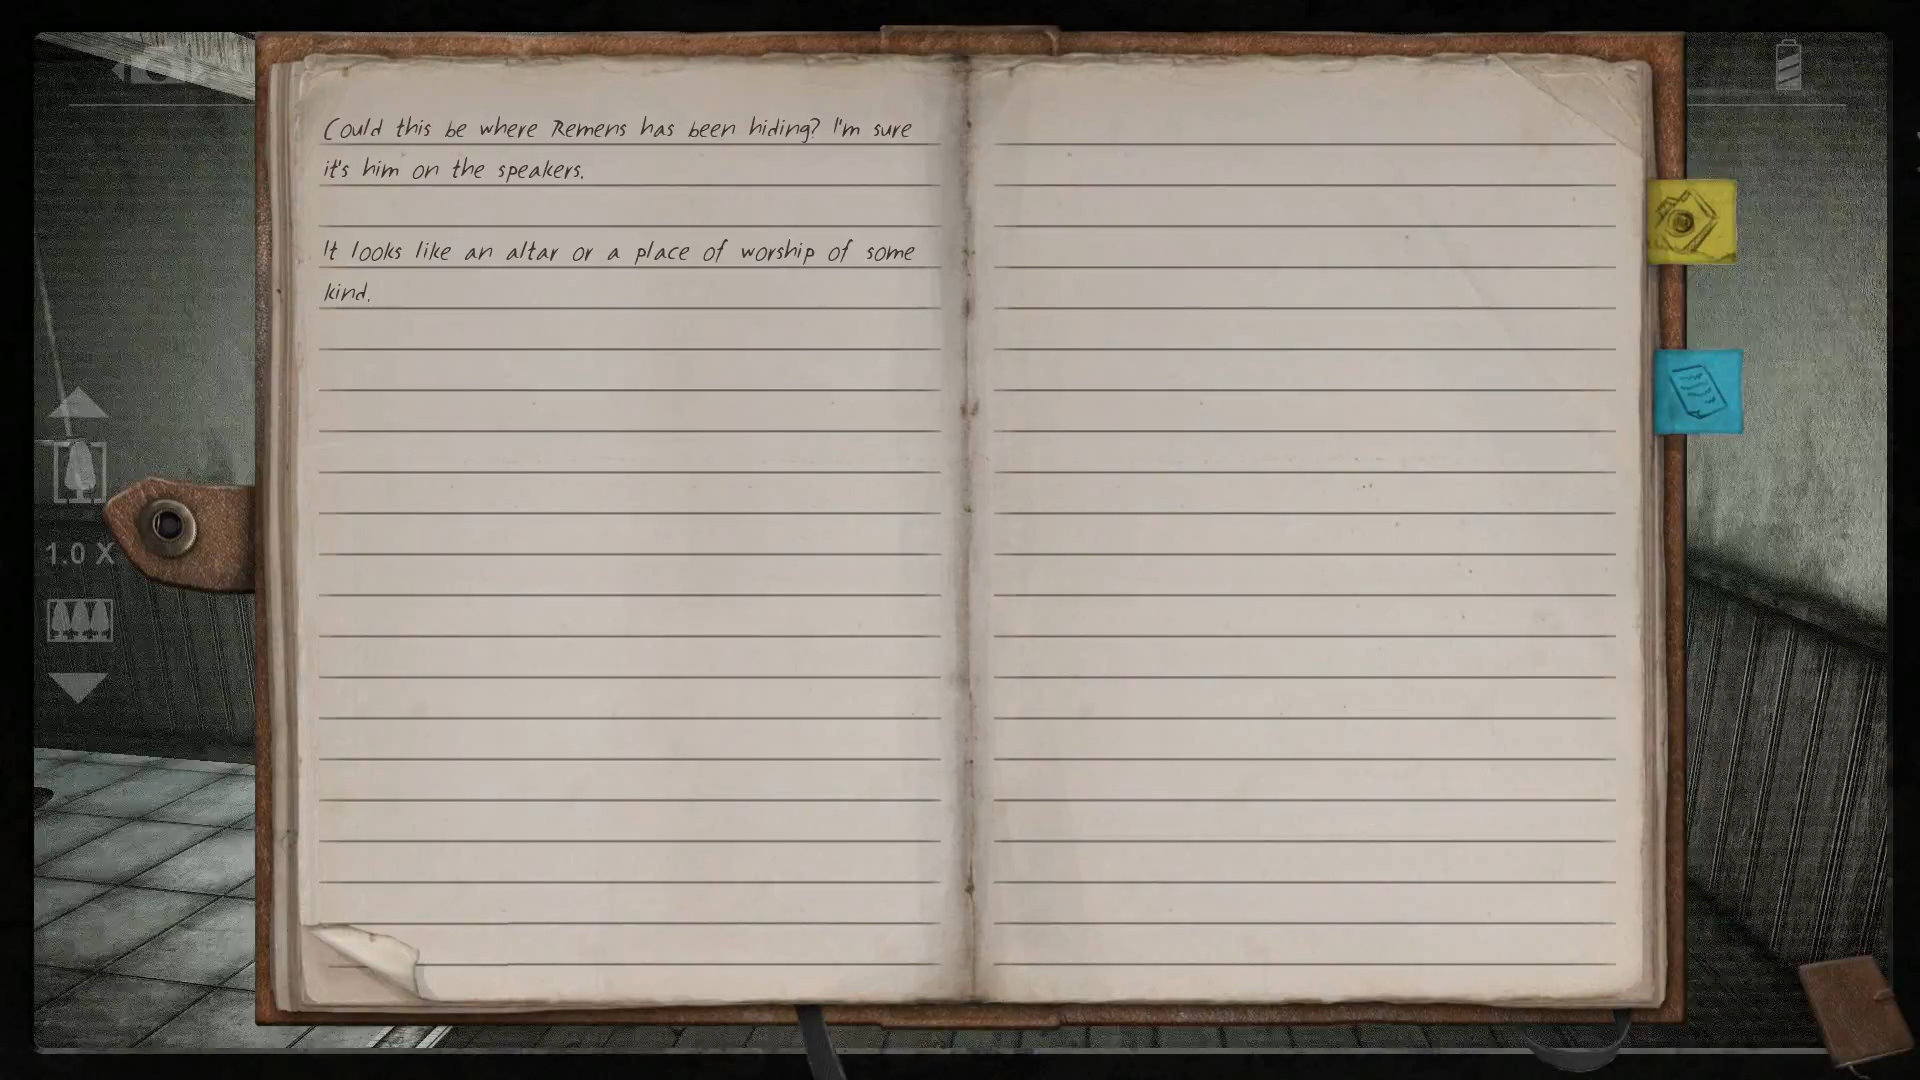 Could this be where Remens has been hiding? I'm sure
it's him on the speakers.
It looks like an altar or a place of worship of some
kind.
1.0 X